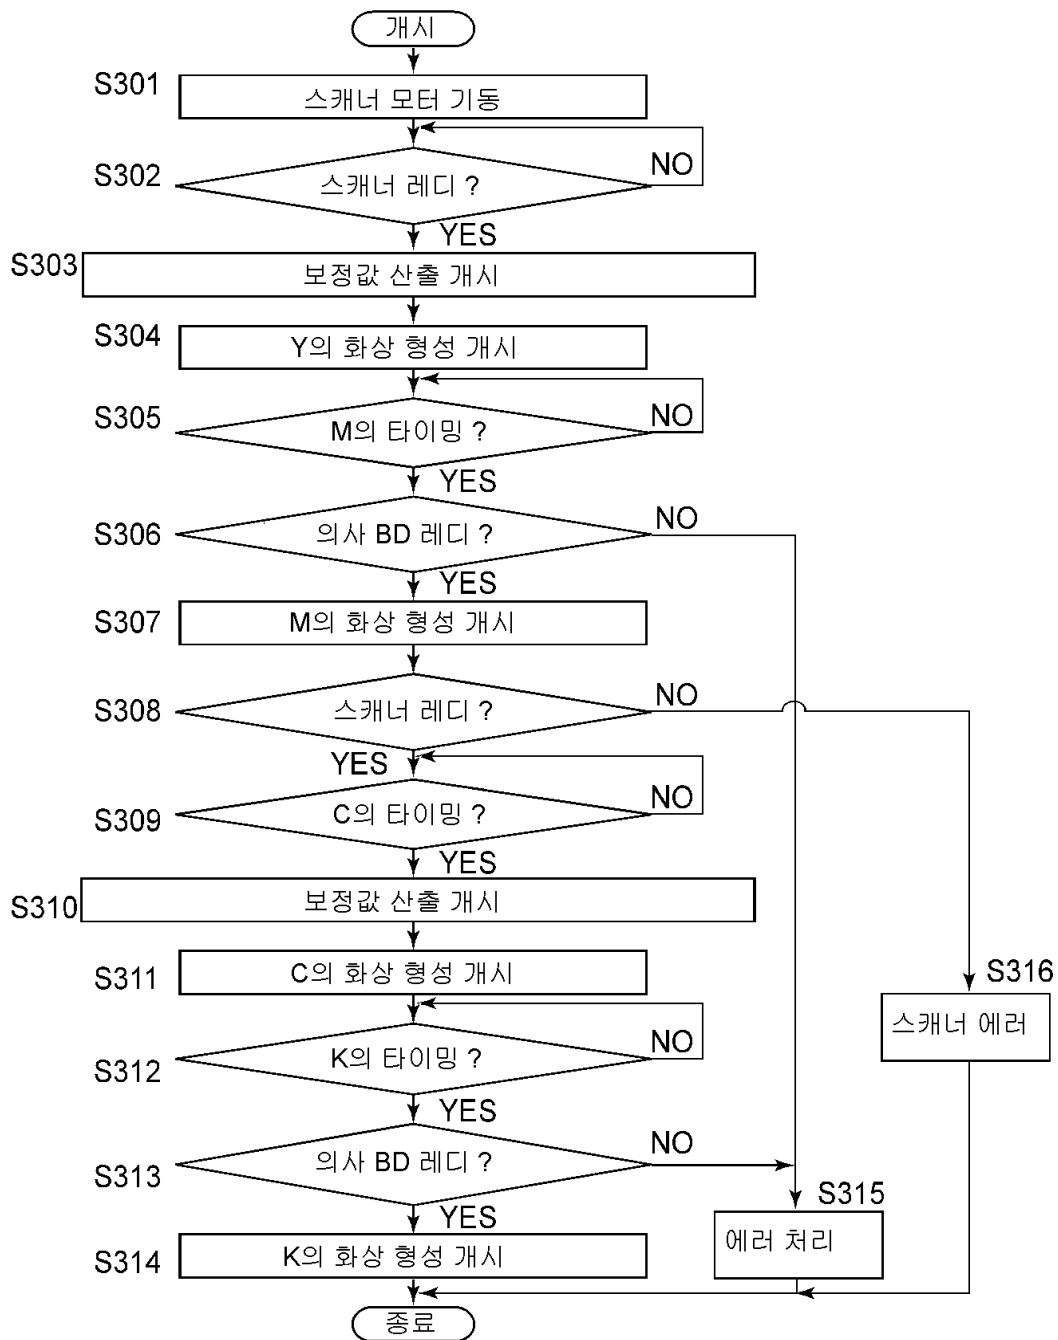 개시
S301
스캐너 모터 기동
S302
스캐너 레디 ?
NO
YES
S303
보정값 산출 개시
S304
Y의 화상 형성 개시
S305
M의 타이밍 ?
NO
YES
S306
의사 BD 레디 ?
NO
YES
S307
M의 화상 형성 개시
S308
스캐너 레디 ?
NO
YES
S309
C의 타이밍 ?
NO
YES
S310
보정값 산출 개시
S311
C의 화상 형성 개시
S316
스캐너 에러
S312
K의 타이밍 ?
NO
YES
S313
의사 BD 레디 ?
NO
YES
S315
에러 처리
S314
K의 화상 형성 개시
종료